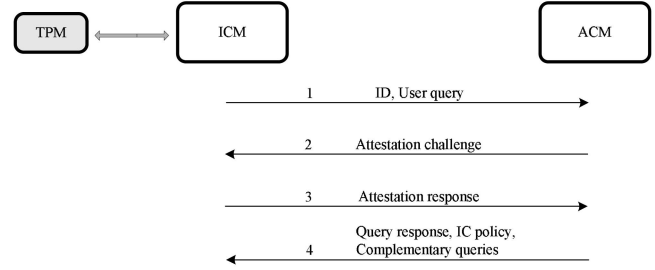 TPM
ICM
ACM
1 ID, User query
2 Attestation challenge
3 Attestation response
Query response, IC policy,
4 Complementary queries